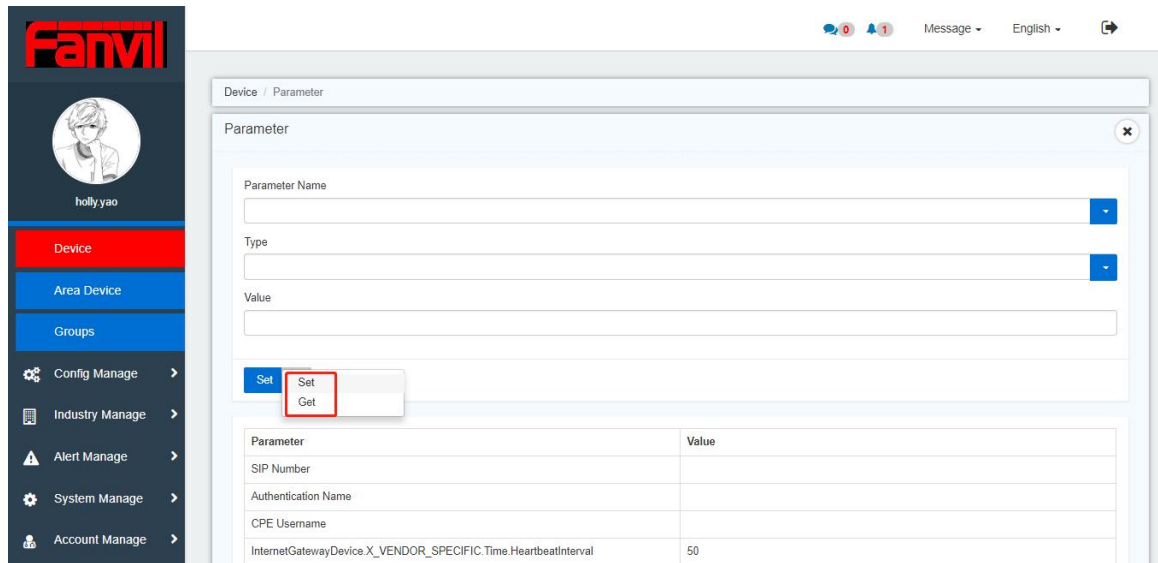 Fanvil
0 1 Message English
Device / Parameter
Parameter
holly.yao
Device
Area Device
Groups
Config Manage
Industry Manage
Alert Manage
System Manage
Account Manage
Parameter Name
Type
Value
Set
Set
Get
Parameter Value
SIP Number
Authentication Name
CPE Username
InternetGatewayDevice.X_VENDOR_SPECIFIC.Time.HeartbeatInterval 50